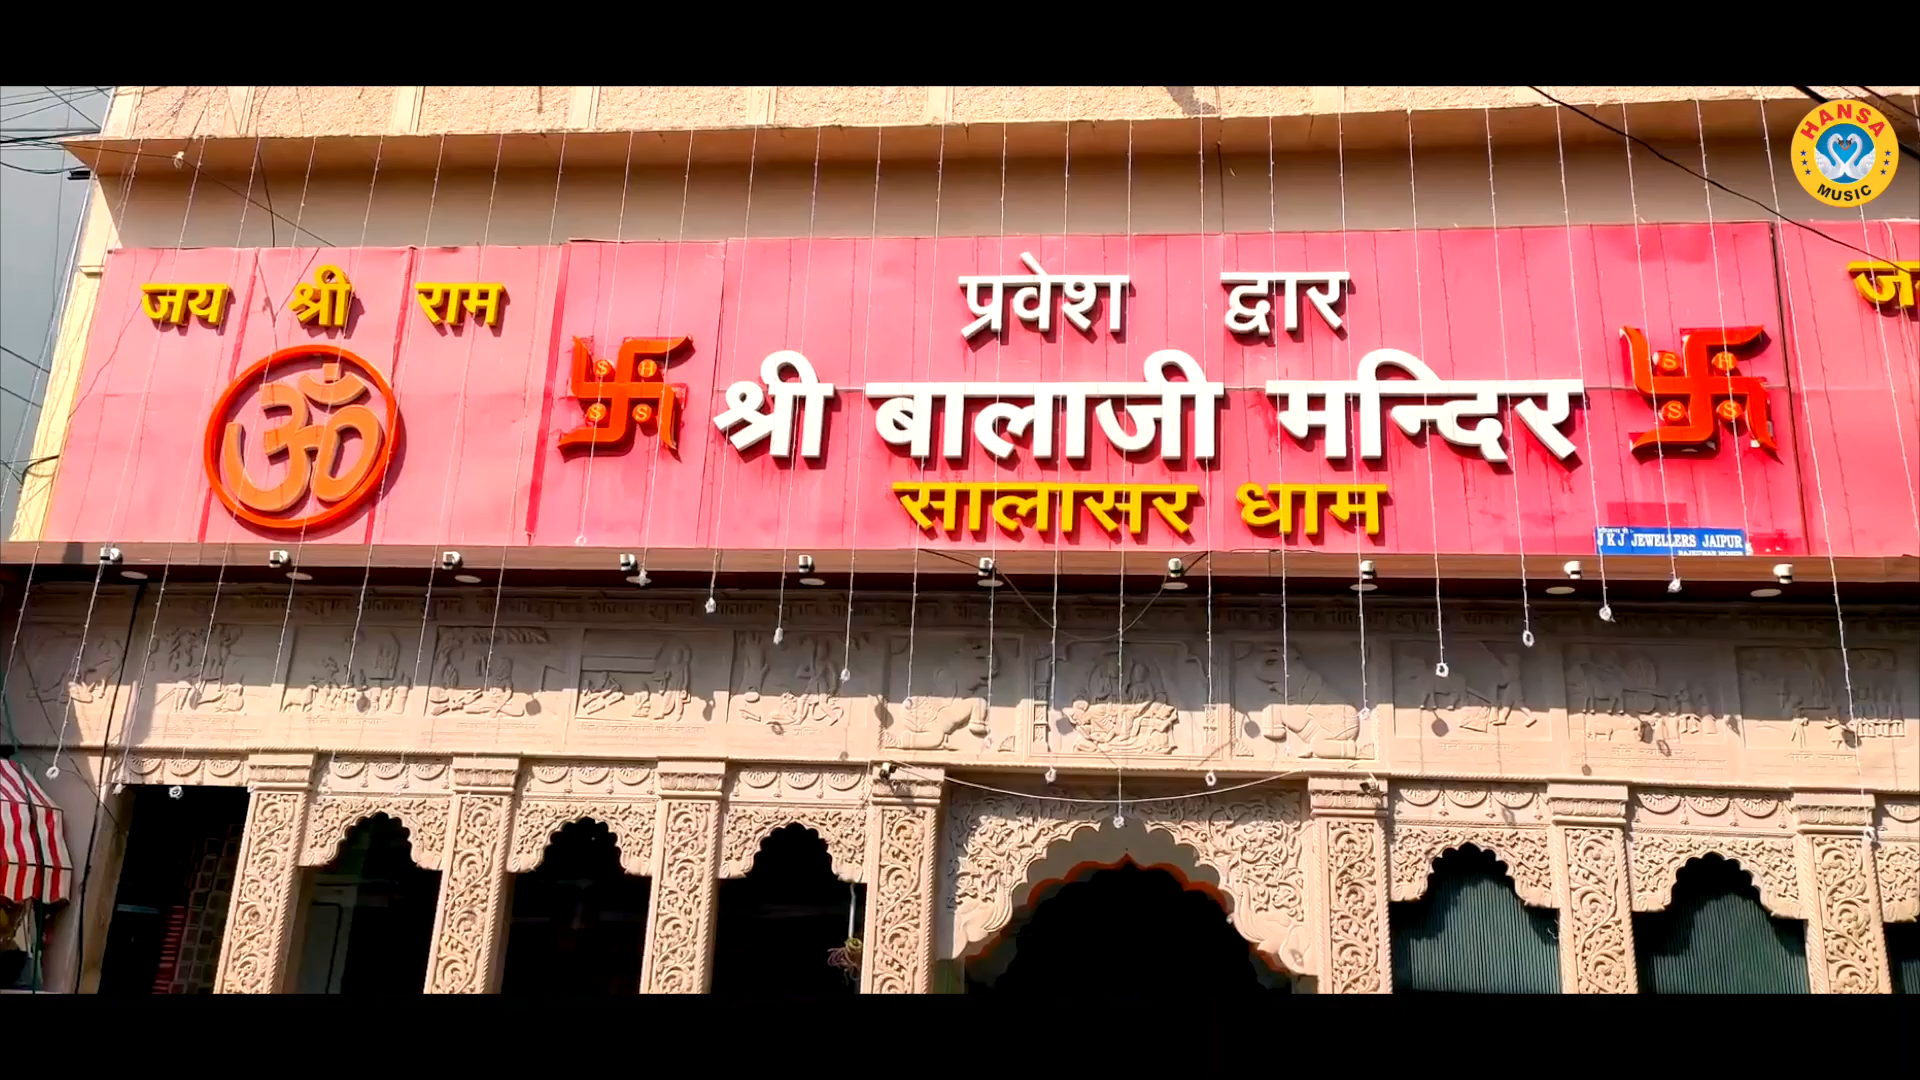 HANSA
MUSIC
जय श्री राम
ॐ
प्रवेश द्वार
श्री बालाजी मन्दिर
सालासर धाम
S H
S S
S H
S S
J K J JEWELLERS JAIPUR